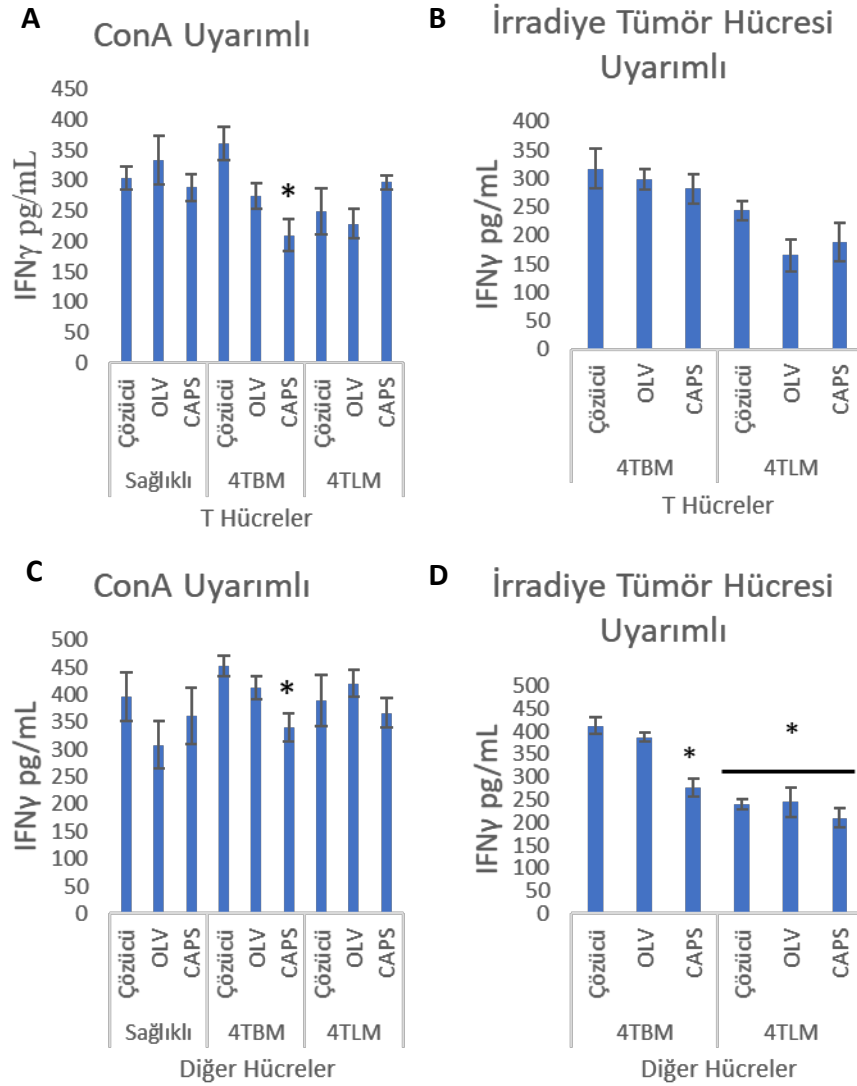 A
ConA Uyarımlı
450
400
350
300
250
200
150
100
50
0
IFNγ pg/mL
*
Çözücü OLV CAPS Çözücü OLV CAPS Çözücü OLV CAPS
Sağlıklı 4TBM 4TLM
T Hücreler
B
İrradiye Tümör Hücresi
Uyarımlı
400
350
300
250
200
150
100
50
0
IFNγ pg/mL
Çözücü OLV CAPS Çözücü OLV CAPS
4TBM 4TLM
T Hücreler
C
ConA Uyarımlı
500
450
400
350
300
250
200
150
100
50
0
IFNγ pg/mL
*
Çözücü OLV CAPS Çözücü OLV CAPS Çözücü OLV CAPS
Sağlıklı 4TBM 4TLM
Diğer Hücreler
D
İrradiye Tümör Hücresi
Uyarımlı
500
450
400
350
300
250
200
150
100
50
0
IFNγ pg/mL
* *
Çözücü OLV CAPS Çözücü OLV CAPS
4TBM 4TLM
Diğer Hücreler